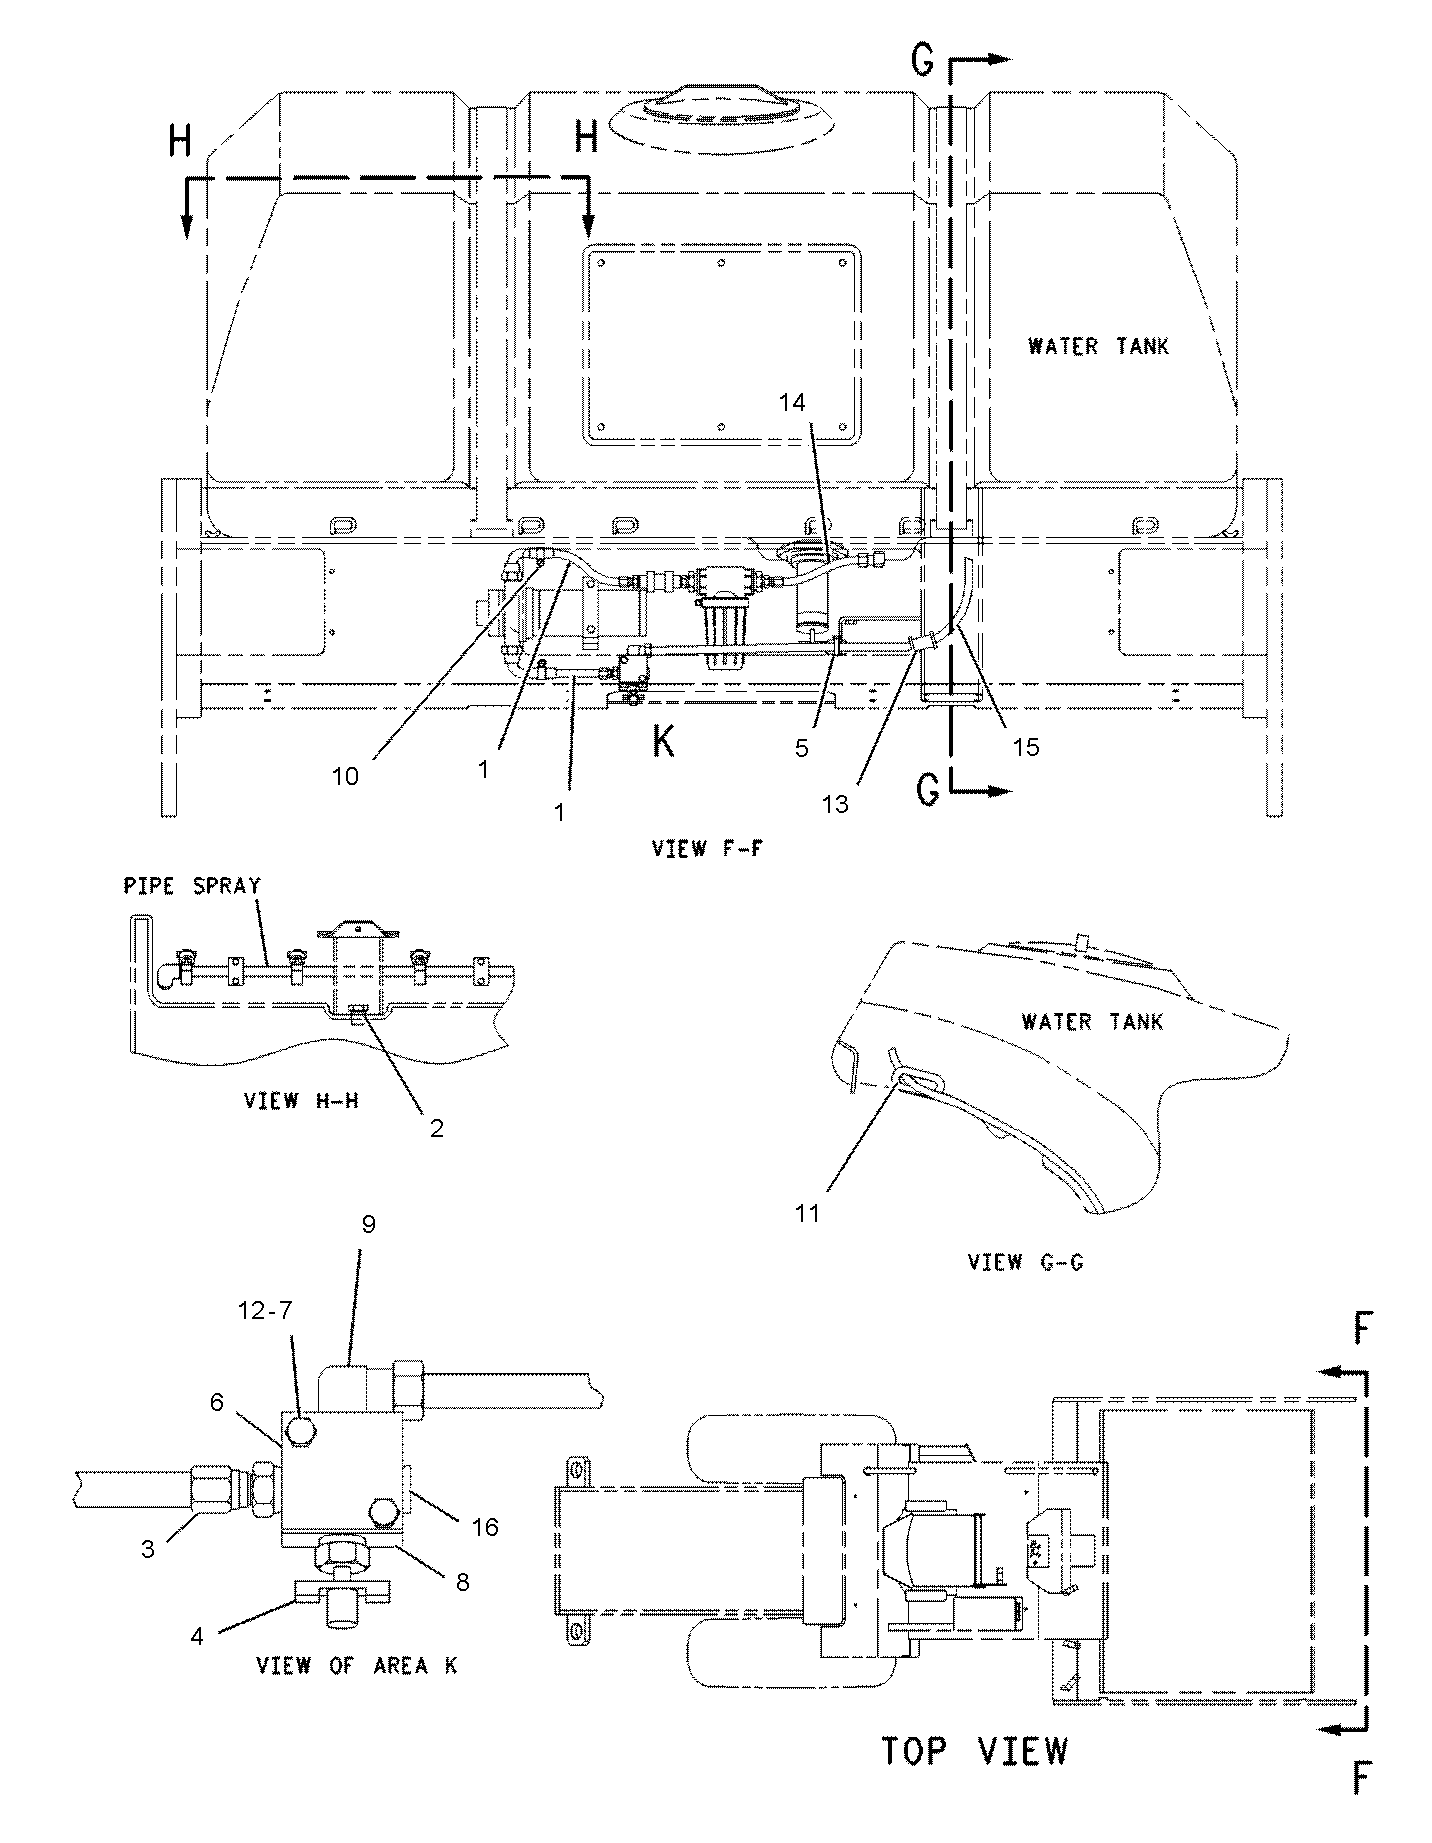 G
H
H
WATER TANK
14
10
1
1
K
5
13
G
15
VIEW F-F
PIPE SPRAY
VIEW H-H
2
WATER TANK
11
VIEW G-G
9
12-7
6
3
16
8
4
VIEW OF AREA K
F
TOP VIEW
F